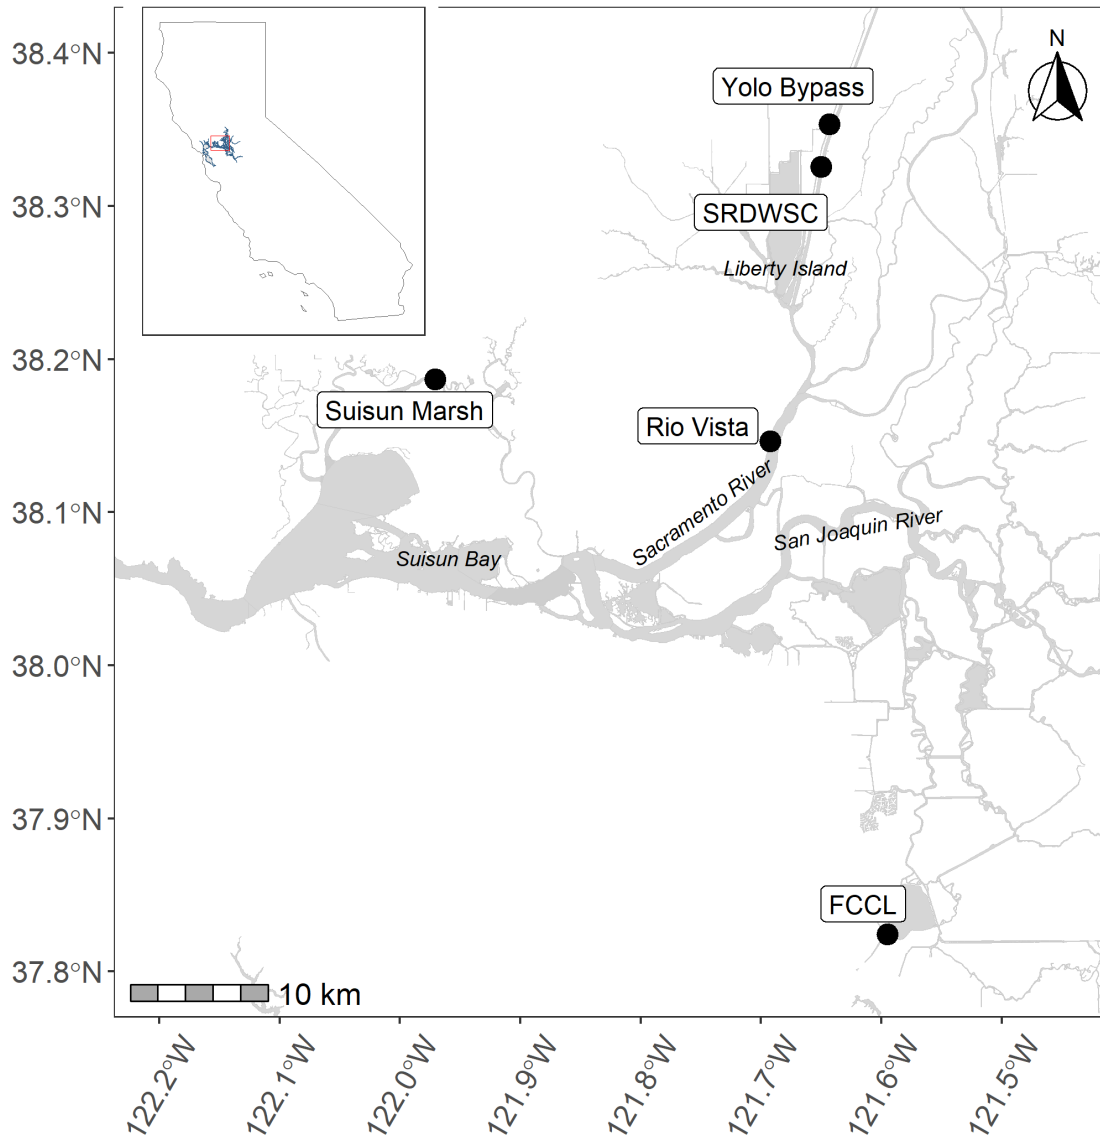 38.4°N
N
Yolo Bypass
38.3°N
SRDWSC
Liberty Island
38.2°N
Suisun Marsh
Rio Vista
38.1°N
Sacramento River
San Joaquin River
Suisun Bay
38.0°N
37.9°N
FCCL
37.8°N
10 km
122.2°W
122.1°W
122.0°W
121.9°W
121.8°W
121.7°W
121.6°W
121.5°W